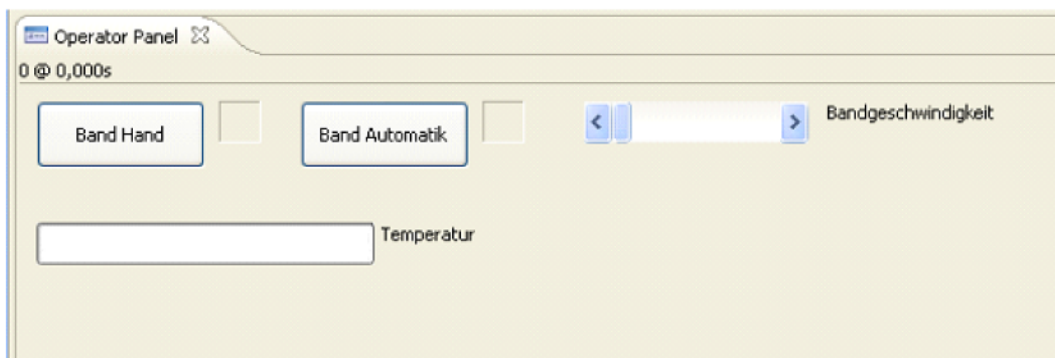 Operator Panel
0 @ 0,000s
Band Hand
Band Automatik
Bandgeschwindigkeit
Temperatur